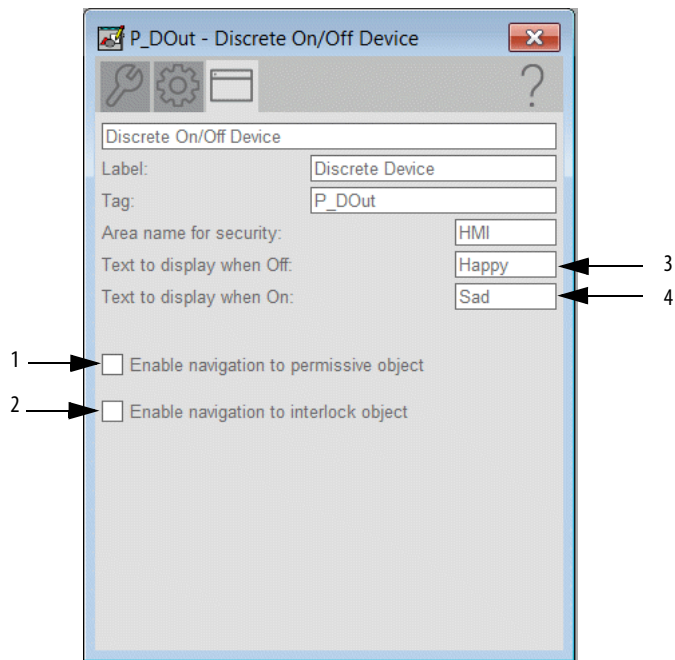 P_DOut - Discrete On/Off Device
?
Discrete On/Off Device
Label: Discrete Device
Tag: P_DOut
Area name for security: HMI
Text to display when Off: Happy 3
Text to display when On: Sad 4
1 Enable navigation to permissive object
2 Enable navigation to interlock object